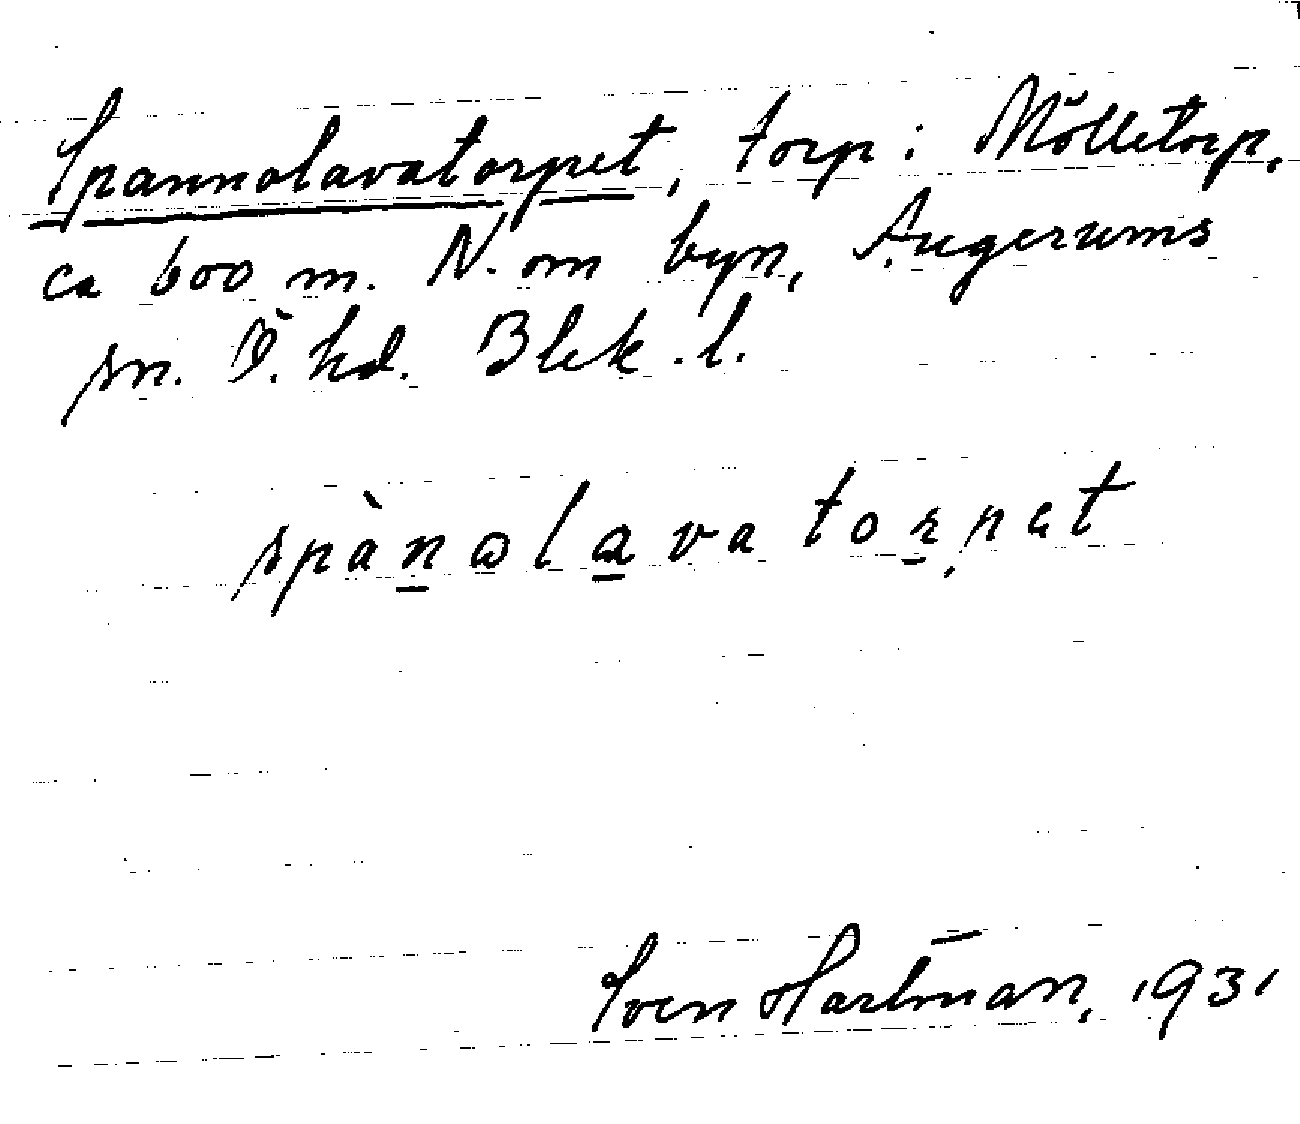 Spannolavatorpet, torp i Mölletorp,
ca 600 m. N. om byn, Augerums
sn. Ö. hd. Blek. l.
spànolavatorpet
Sven Hartman, 1931